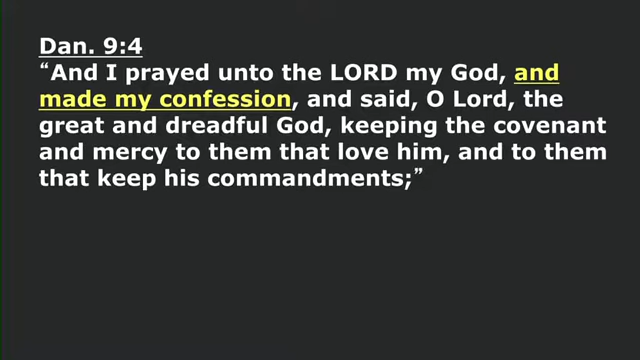 Dan. 9:4
“And I prayed unto the LORD my God, and
made my confession, and said, O Lord, the
great and dreadful God, keeping the covenant
and mercy to them that love him, and to them
that keep his commandments;”